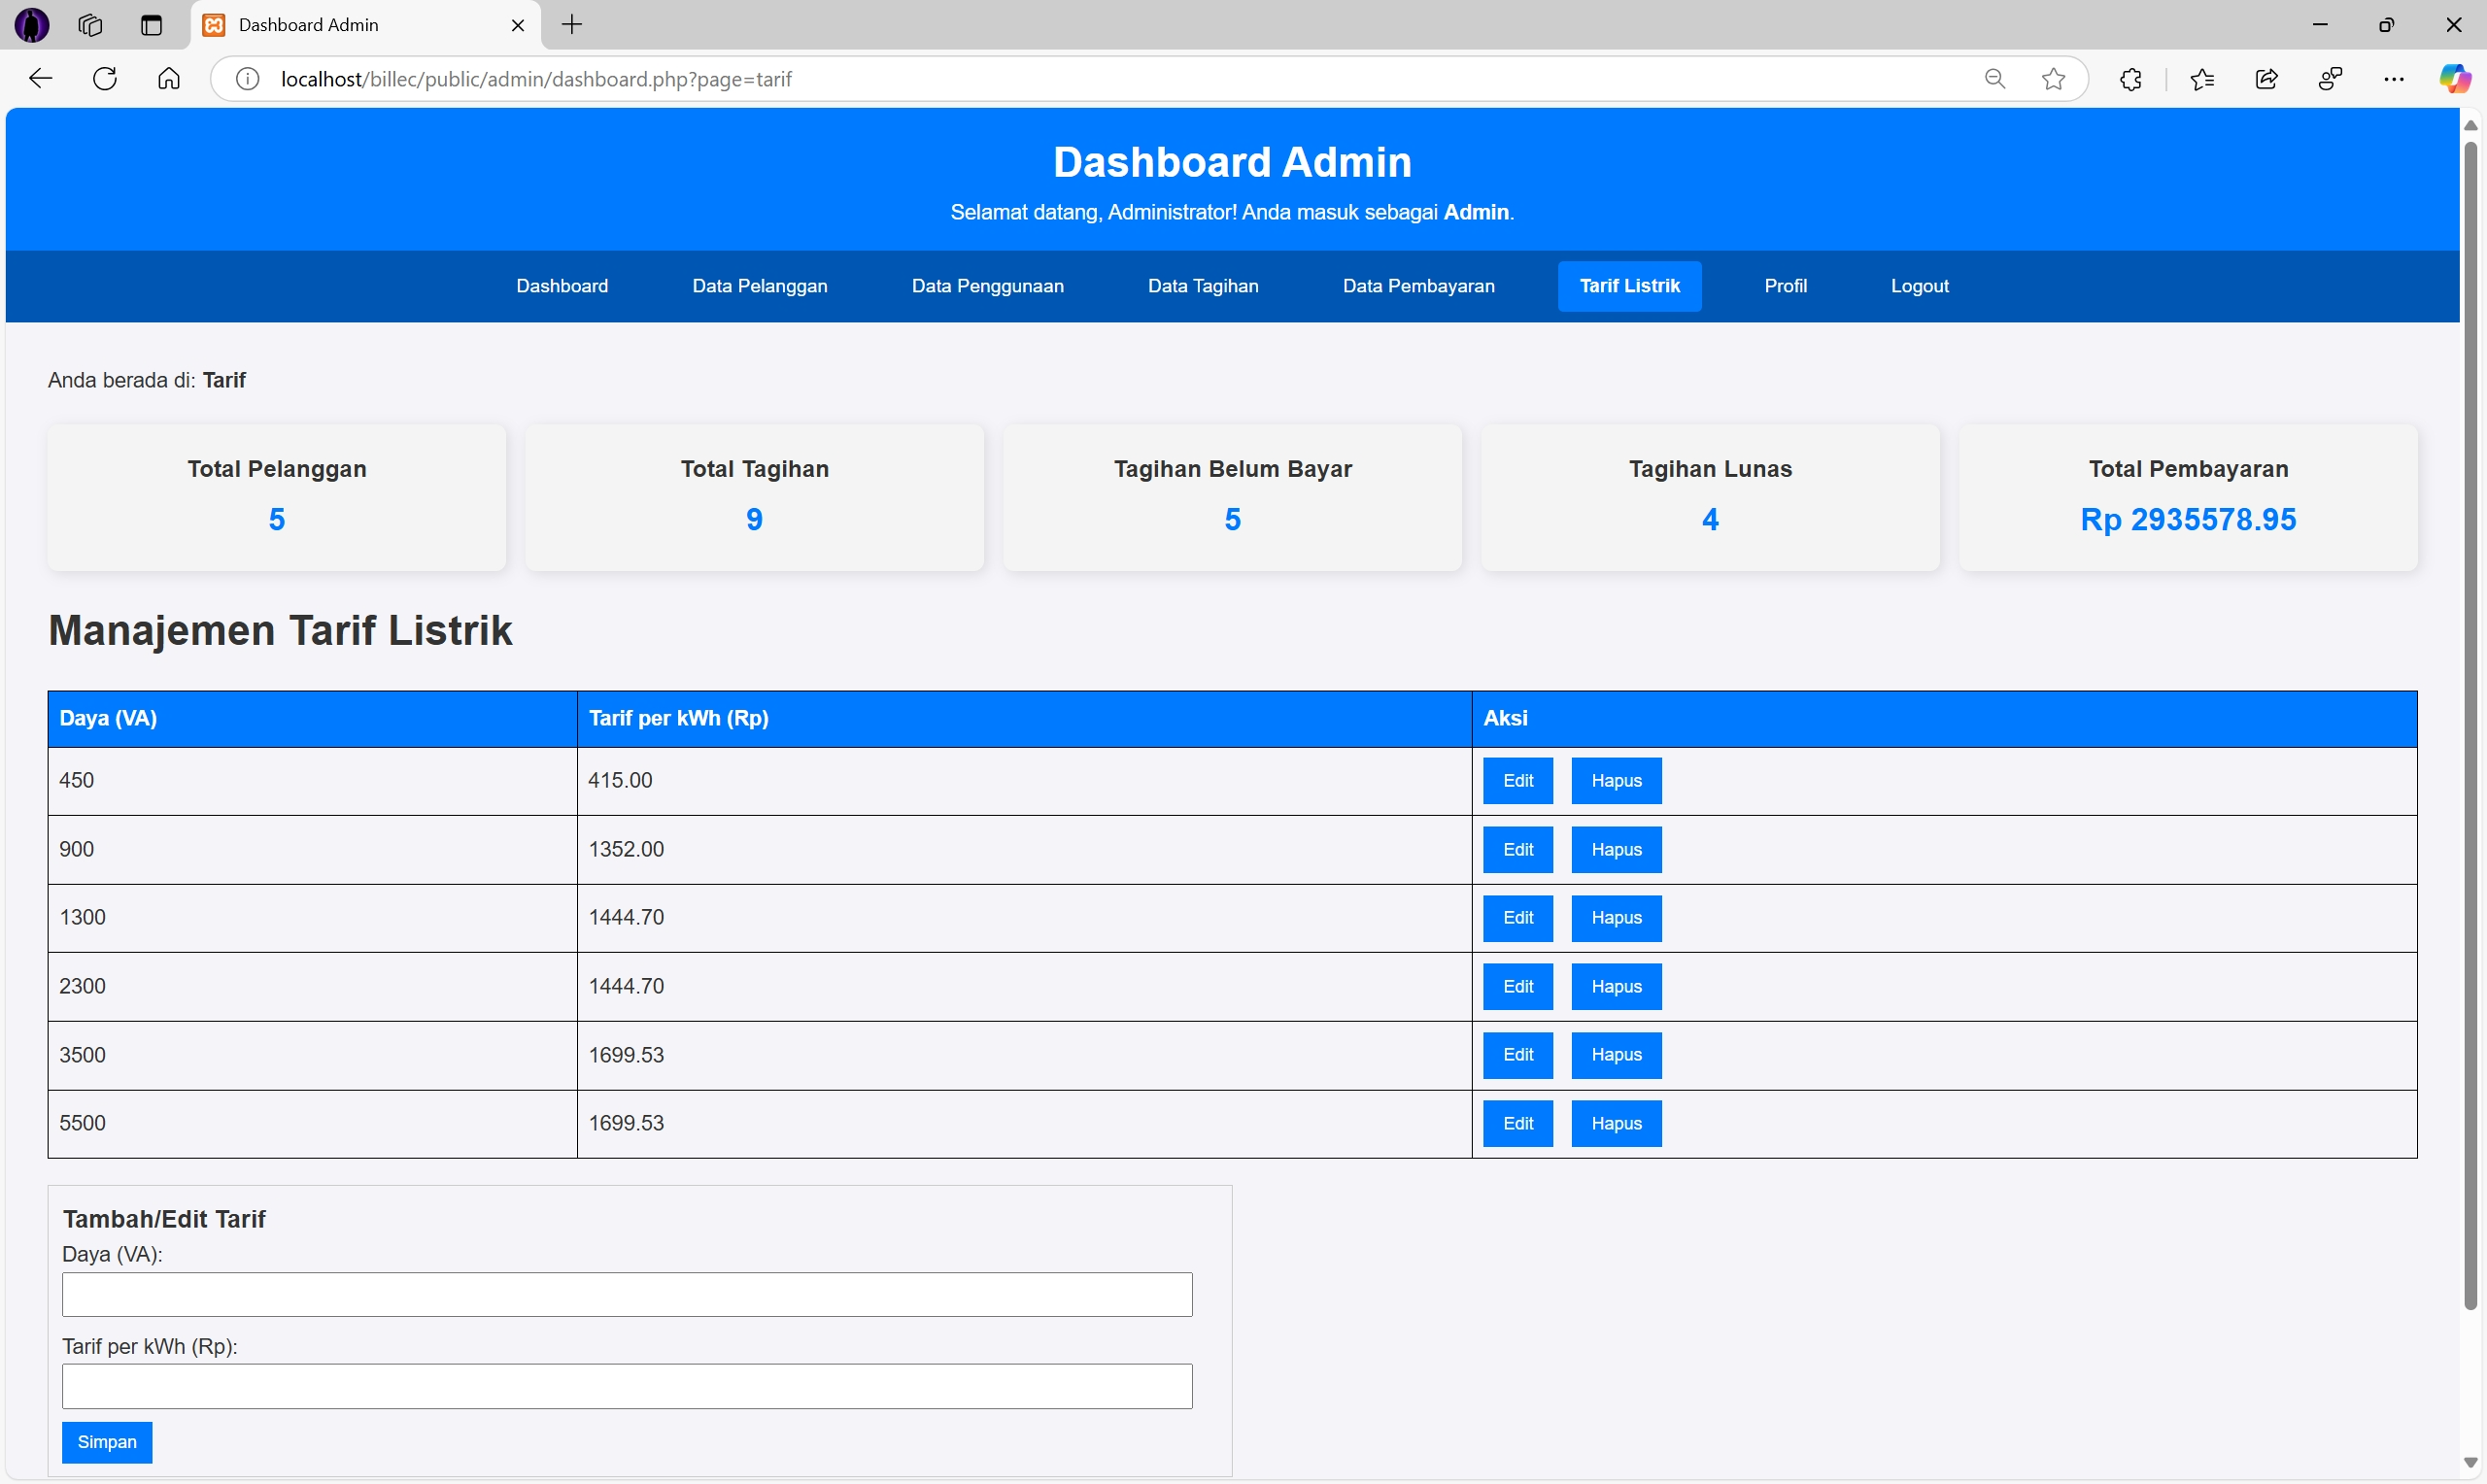 Dashboard Admin
localhost/billec/public/admin/dashboard.php?page=tarif
Dashboard Admin
Selamat datang, Administrator! Anda masuk sebagai Admin.
Dashboard Data Pelanggan Data Penggunaan Data Tagihan Data Pembayaran Tarif Listrik Profil Logout
Anda berada di: Tarif
Total Pelanggan Total Tagihan Tagihan Belum Bayar Tagihan Lunas Total Pembayaran
5 9 5 4 Rp 2935578.95
Manajemen Tarif Listrik
Daya (VA) Tarif per kWh (Rp) Aksi
450 415.00 Edit Hapus
900 1352.00 Edit Hapus
1300 1444.70 Edit Hapus
2300 1444.70 Edit Hapus
3500 1699.53 Edit Hapus
5500 1699.53 Edit Hapus
Tambah/Edit Tarif
Daya (VA):
Tarif per kWh (Rp):
Simpan